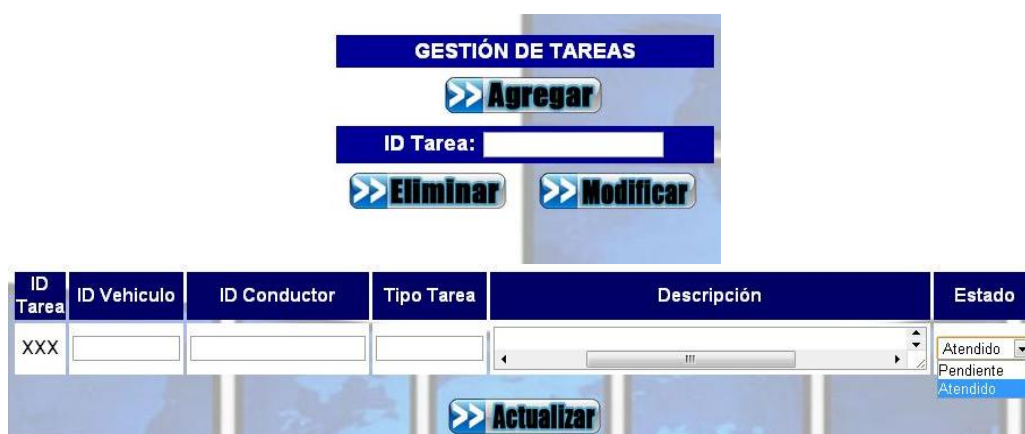 GESTIÓN DE TAREAS
>> Agregar
ID Tarea:
>> Eliminar >> Modificar
ID Tarea ID Vehiculo ID Conductor Tipo Tarea Descripción Estado
XXX Atendido
Pendiente
Atendido
>> Actualizar